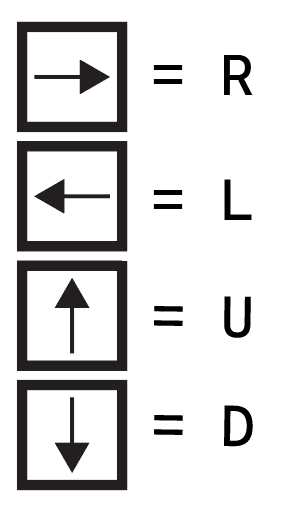 = R
= L
= U
= D